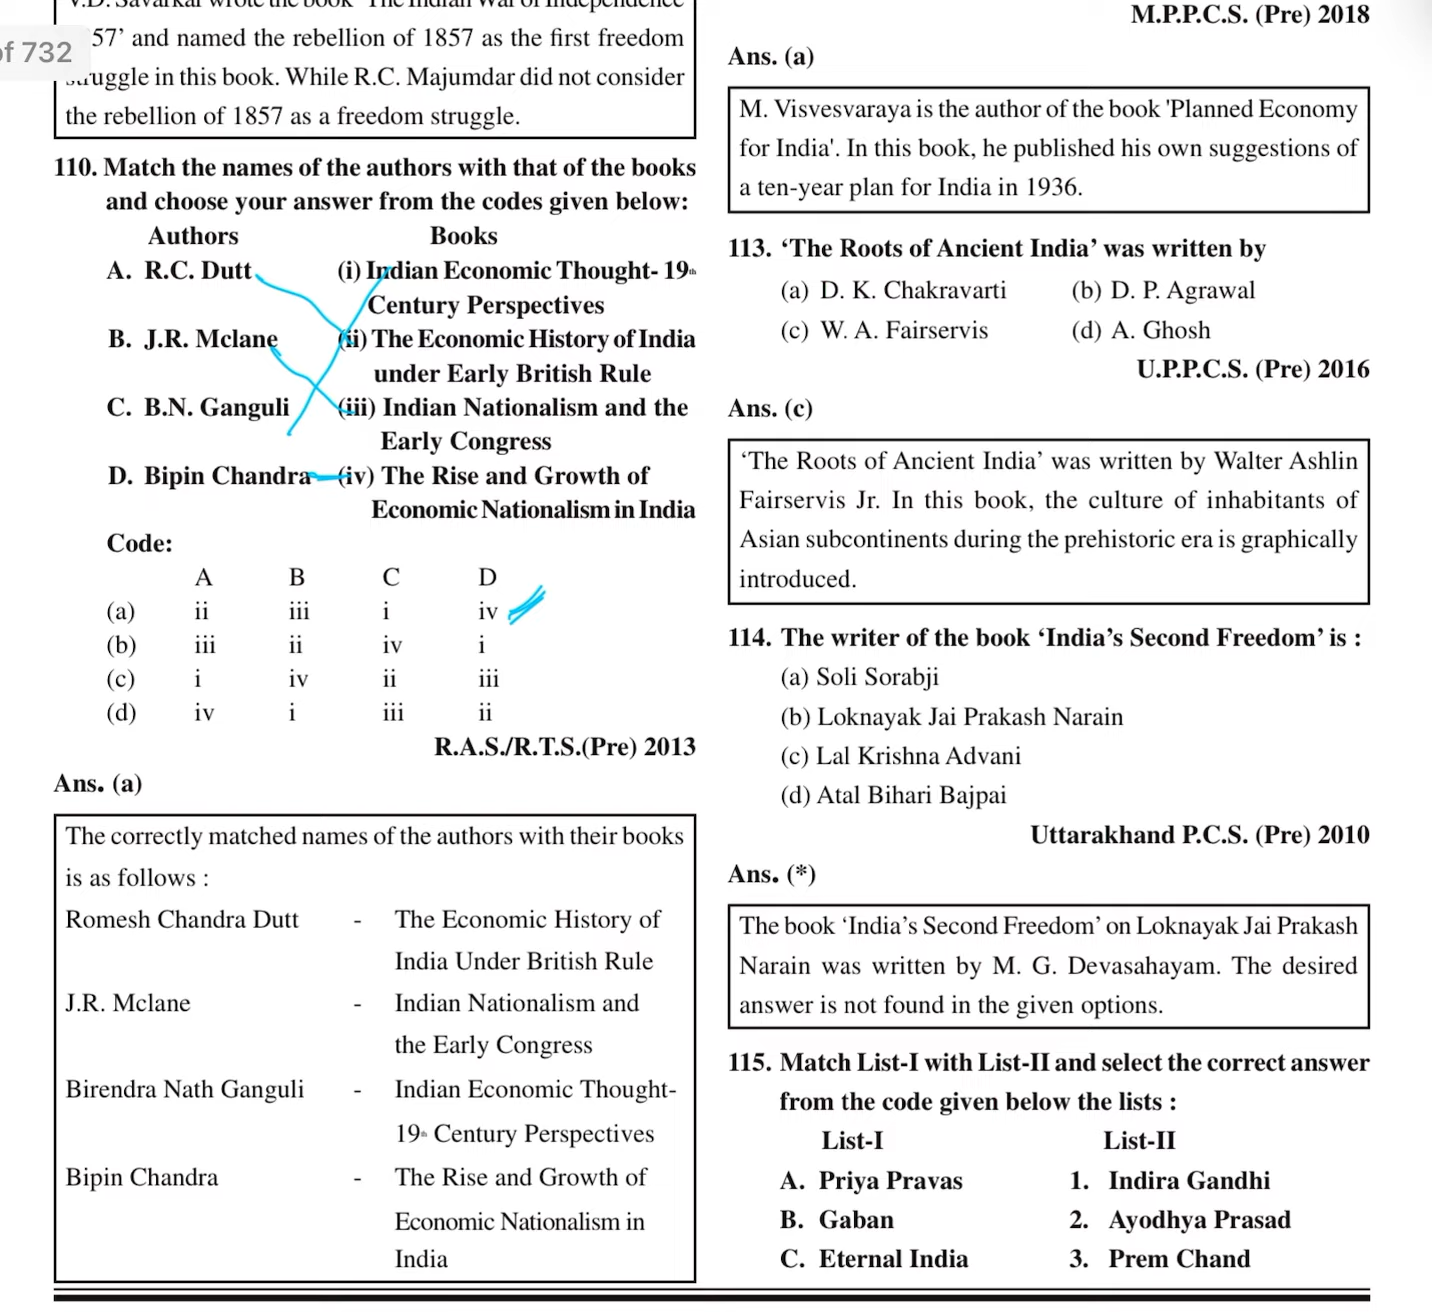 of 732
57’ and named the rebellion of 1857 as the first freedom
struggle in this book. While R.C. Majumdar did not consider
the rebellion of 1857 as a freedom struggle.
110. Match the names of the authors with that of the books
and choose your answer from the codes given below:
Authors Books
A. R.C. Dutt (i) Indian Economic Thought- 19th
Century Perspectives
B. J.R. Mclane (ii) The Economic History of India
under Early British Rule
C. B.N. Ganguli (iii) Indian Nationalism and the
Early Congress
D. Bipin Chandra (iv) The Rise and Growth of
Economic Nationalism in India
Code:
A B C D
(a) ii iii i iv
(b) iii ii iv i
(c) i iv ii iii
(d) iv i iii ii
R.A.S./R.T.S.(Pre) 2013
Ans. (a)
The correctly matched names of the authors with their books
is as follows :
Romesh Chandra Dutt - The Economic History of
India Under British Rule
J.R. Mclane - Indian Nationalism and
the Early Congress
Birendra Nath Ganguli - Indian Economic Thought-
19th Century Perspectives
Bipin Chandra - The Rise and Growth of
Economic Nationalism in
India
M.P.P.C.S. (Pre) 2018
Ans. (a)
M. Visvesvaraya is the author of the book 'Planned Economy
for India'. In this book, he published his own suggestions of
a ten-year plan for India in 1936.
113. ‘The Roots of Ancient India’ was written by
(a) D. K. Chakravarti (b) D. P. Agrawal
(c) W. A. Fairservis (d) A. Ghosh
U.P.P.C.S. (Pre) 2016
Ans. (c)
‘The Roots of Ancient India’ was written by Walter Ashlin
Fairservis Jr. In this book, the culture of inhabitants of
Asian subcontinents during the prehistoric era is graphically
introduced.
114. The writer of the book ‘India’s Second Freedom’ is :
(a) Soli Sorabji
(b) Loknayak Jai Prakash Narain
(c) Lal Krishna Advani
(d) Atal Bihari Bajpai
Uttarakhand P.C.S. (Pre) 2010
Ans. (*)
The book ‘India’s Second Freedom’ on Loknayak Jai Prakash
Narain was written by M. G. Devasahayam. The desired
answer is not found in the given options.
115. Match List-I with List-II and select the correct answer
from the code given below the lists :
List-I List-II
A. Priya Pravas 1. Indira Gandhi
B. Gaban 2. Ayodhya Prasad
C. Eternal India 3. Prem Chand